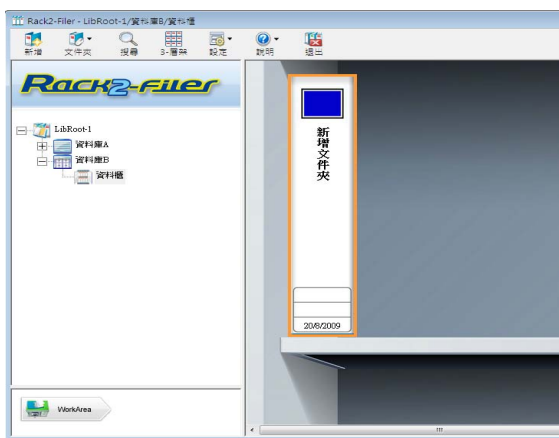 Rack2-Filer - LibRoot-1/資料庫B/資料櫃
新增 文件夾 搜尋 3-層架 設定 説明 退出
Rack2-Filer
LibRoot-1
資料庫A
資料庫B
資料櫃
WorkArea
新增文件夾
20/8/2009